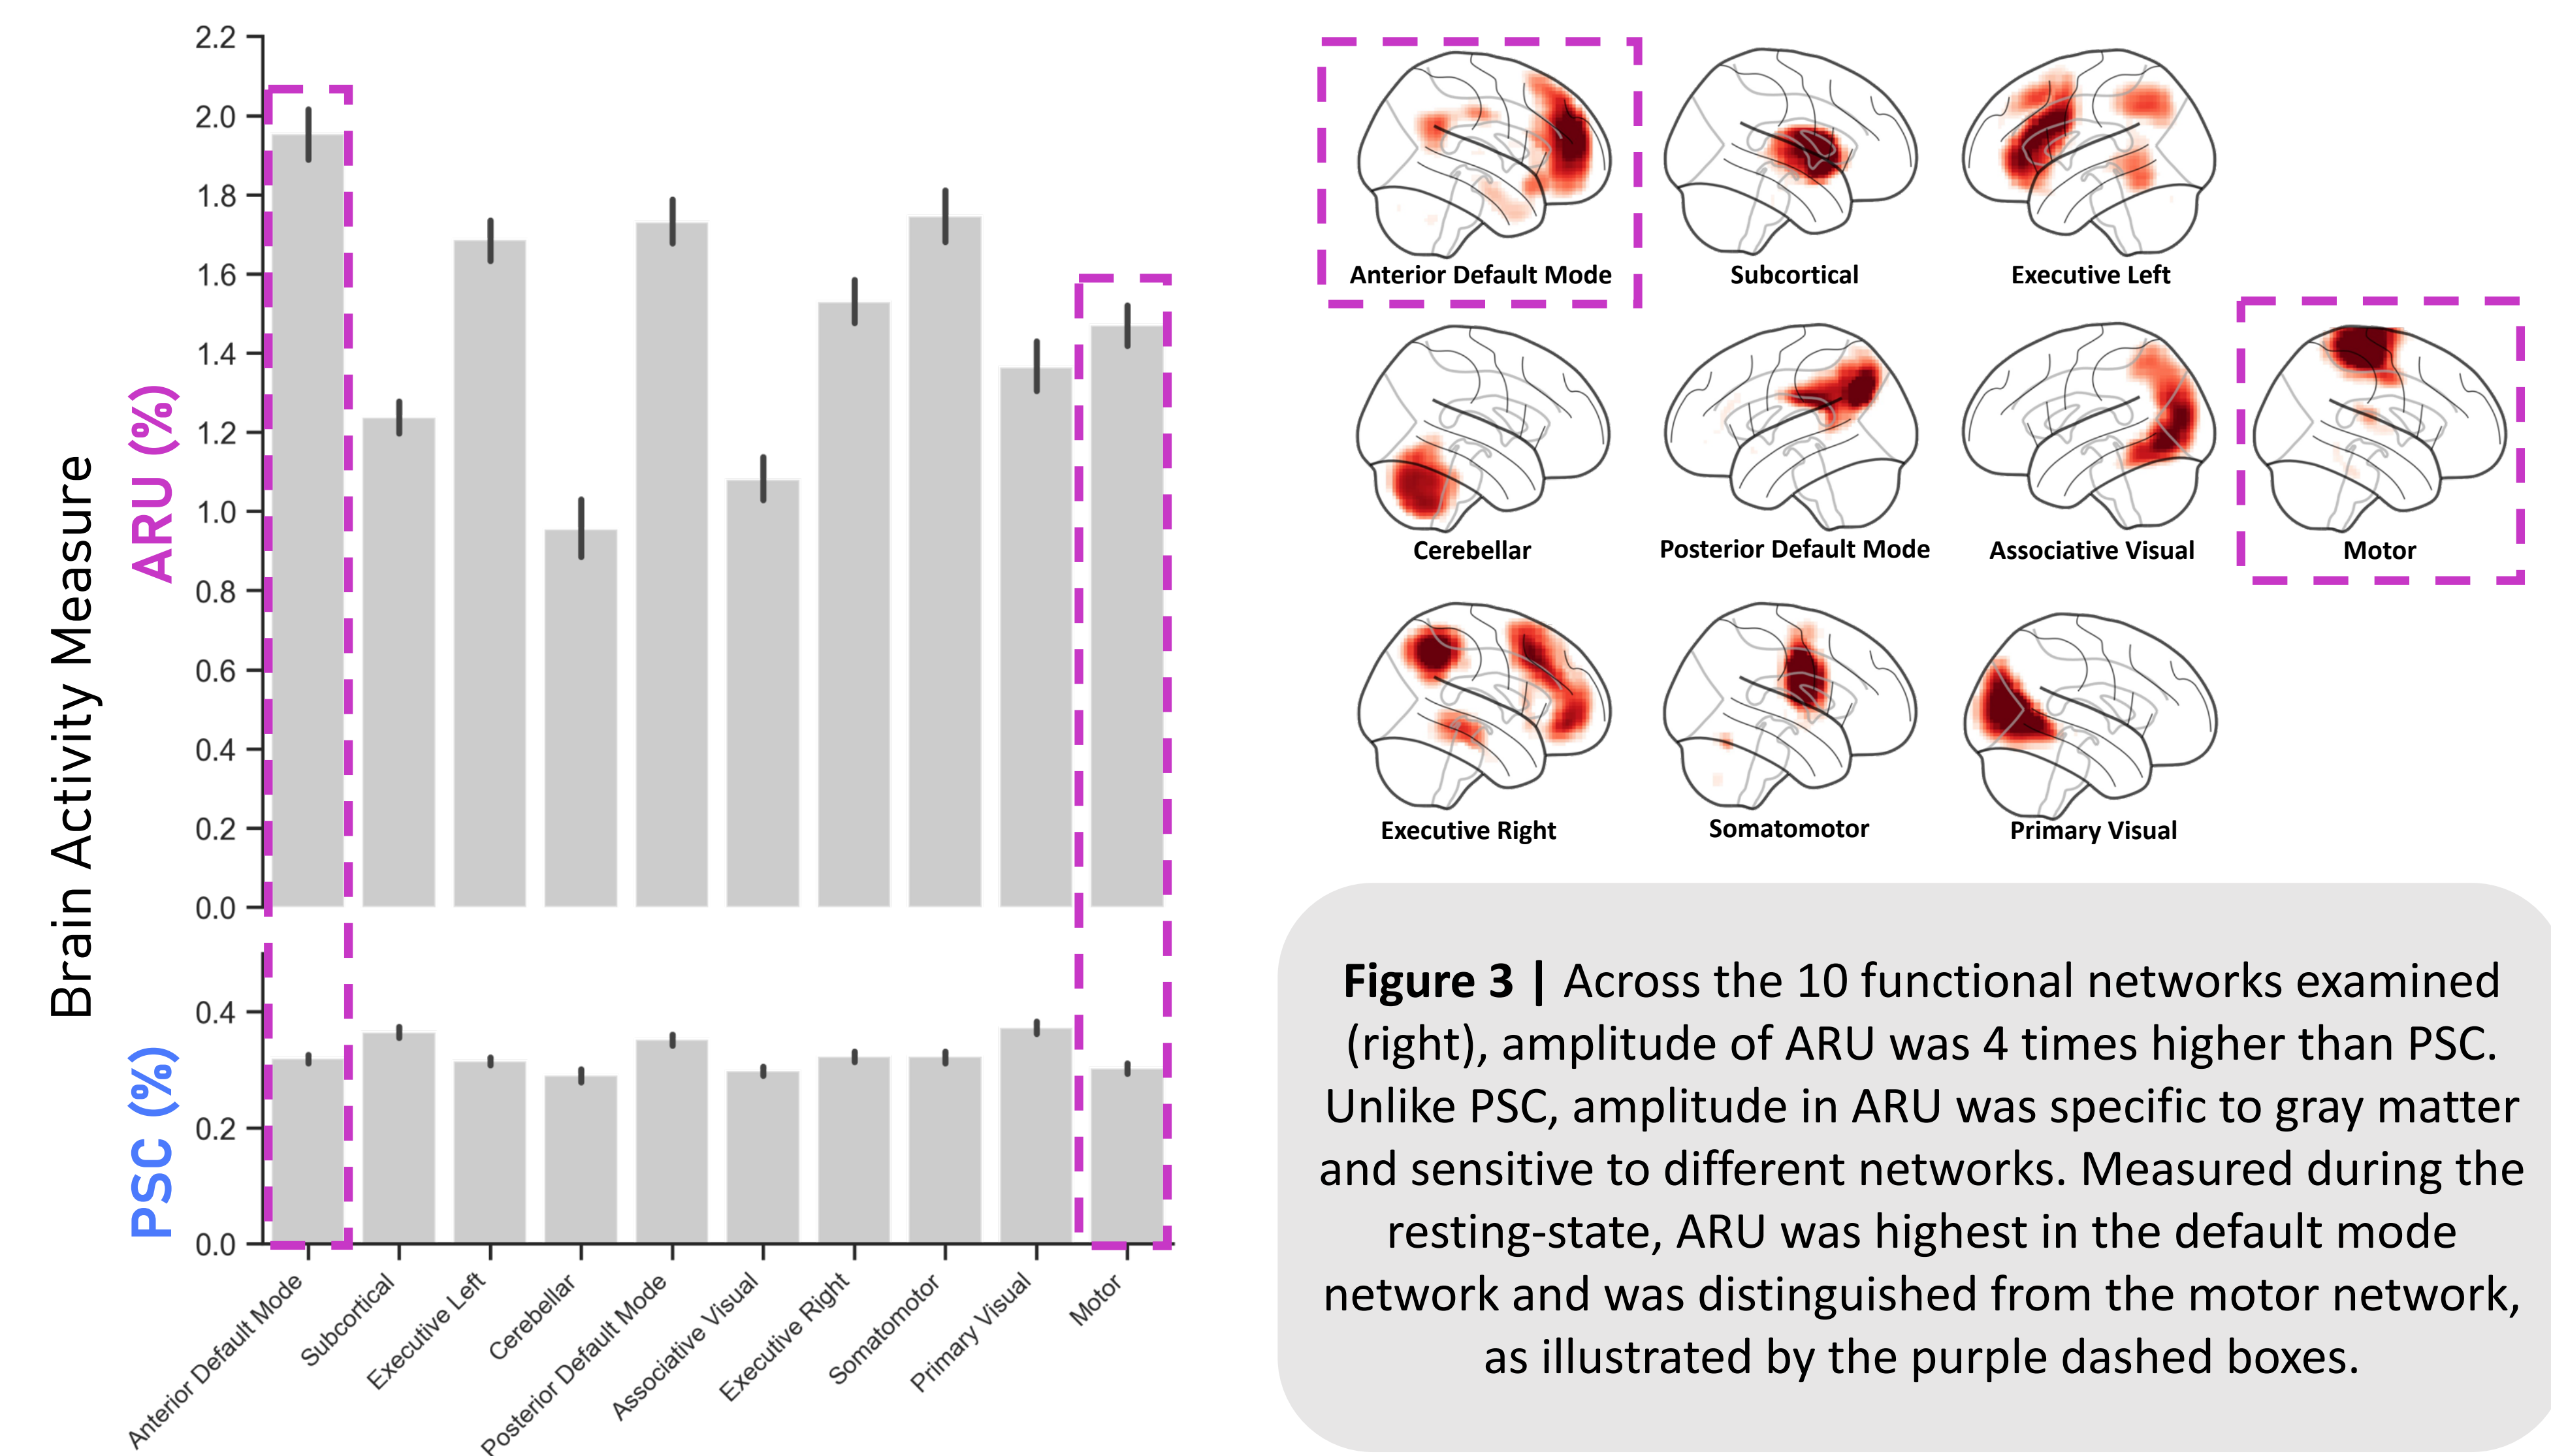 Brain Activity Measure
ARU (%)
2.2
2.0
1.8
1.6
1.4
1.2
1.0
0.8
0.6
0.4
0.2
0.0
PSC (%)
0.4
0.2
0.0
Anterior Default Mode
Subcortical
Executive Left
Cerebellar
Posterior Default Mode
Associative Visual
Executive Right
Somatomotor
Primary Visual
Motor
Anterior Default Mode
Subcortical
Executive Left
Cerebellar
Posterior Default Mode
Associative Visual
Motor
Executive Right
Somatomotor
Primary Visual
Figure 3 | Across the 10 functional networks examined
(right), amplitude of ARU was 4 times higher than PSC.
Unlike PSC, amplitude in ARU was specific to gray matter
and sensitive to different networks. Measured during the
resting-state, ARU was highest in the default mode
network and was distinguished from the motor network,
as illustrated by the purple dashed boxes.